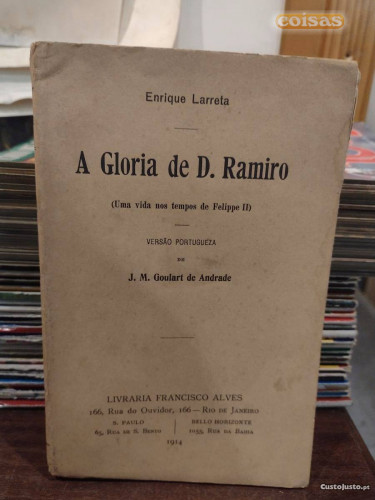 coisas
Enrique Larreta
A Gloria de D. Ramiro
(Uma vida nos tempos de Felippe II)
VERSÃO PORTUGUEZA
DE
J. M. Goulart de Andrade
LIVRARIA FRANCISCO ALVES
166, Rua do Ouvidor, 166—Rio de Janeiro
S. PAULO BELLO HORIZONTE
65, Rua de S. Bento 1055, Rua da Bahia
1914
CustoJusto.pt